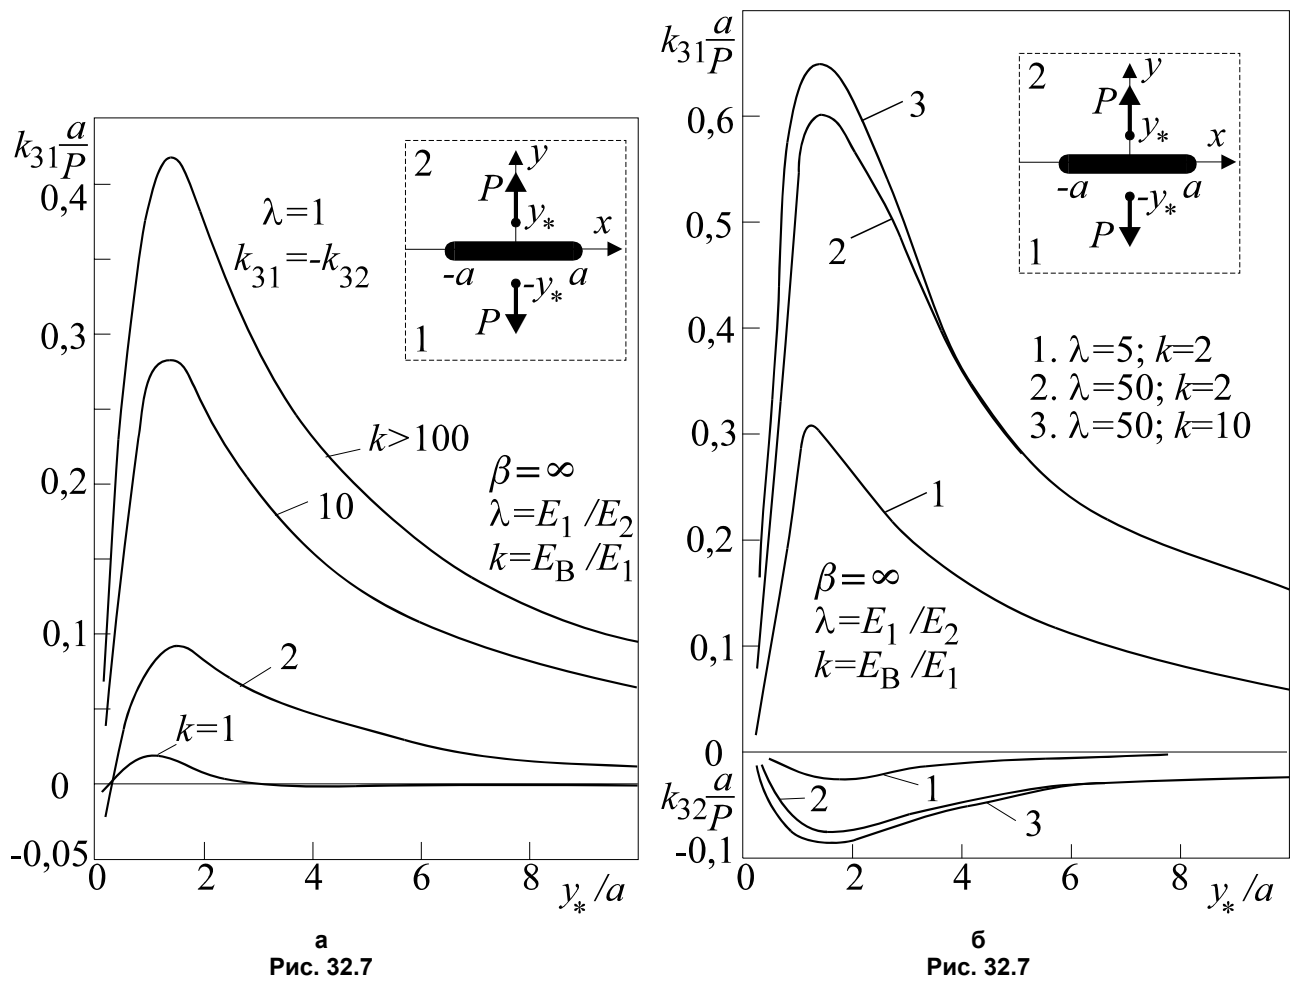 k₃₁ a/P
0,4
0,3
0,2
0,1
0
-0,05
0 2 4 6 8 y*/a
λ=1
k₃₁=-k₃₂
2
y
P
y*
x
-a a
-y*
P
1
k>100
10
2
k=1
β=∞
λ=E₁/E₂
k=E_B/E₁
а
Рис. 32.7
k₃₁ a/P
0,6
0,5
0,4
0,3
0,2
0,1
0
k₃₂ a/P
-0,1
0 2 4 6 8 y*/a
2
y
P
y*
x
-a a
-y*
P
1
3
2
1
1. λ=5; k=2
2. λ=50; k=2
3. λ=50; k=10
β=∞
λ=E₁/E₂
k=E_B/E₁
1
2
3
б
Рис. 32.7